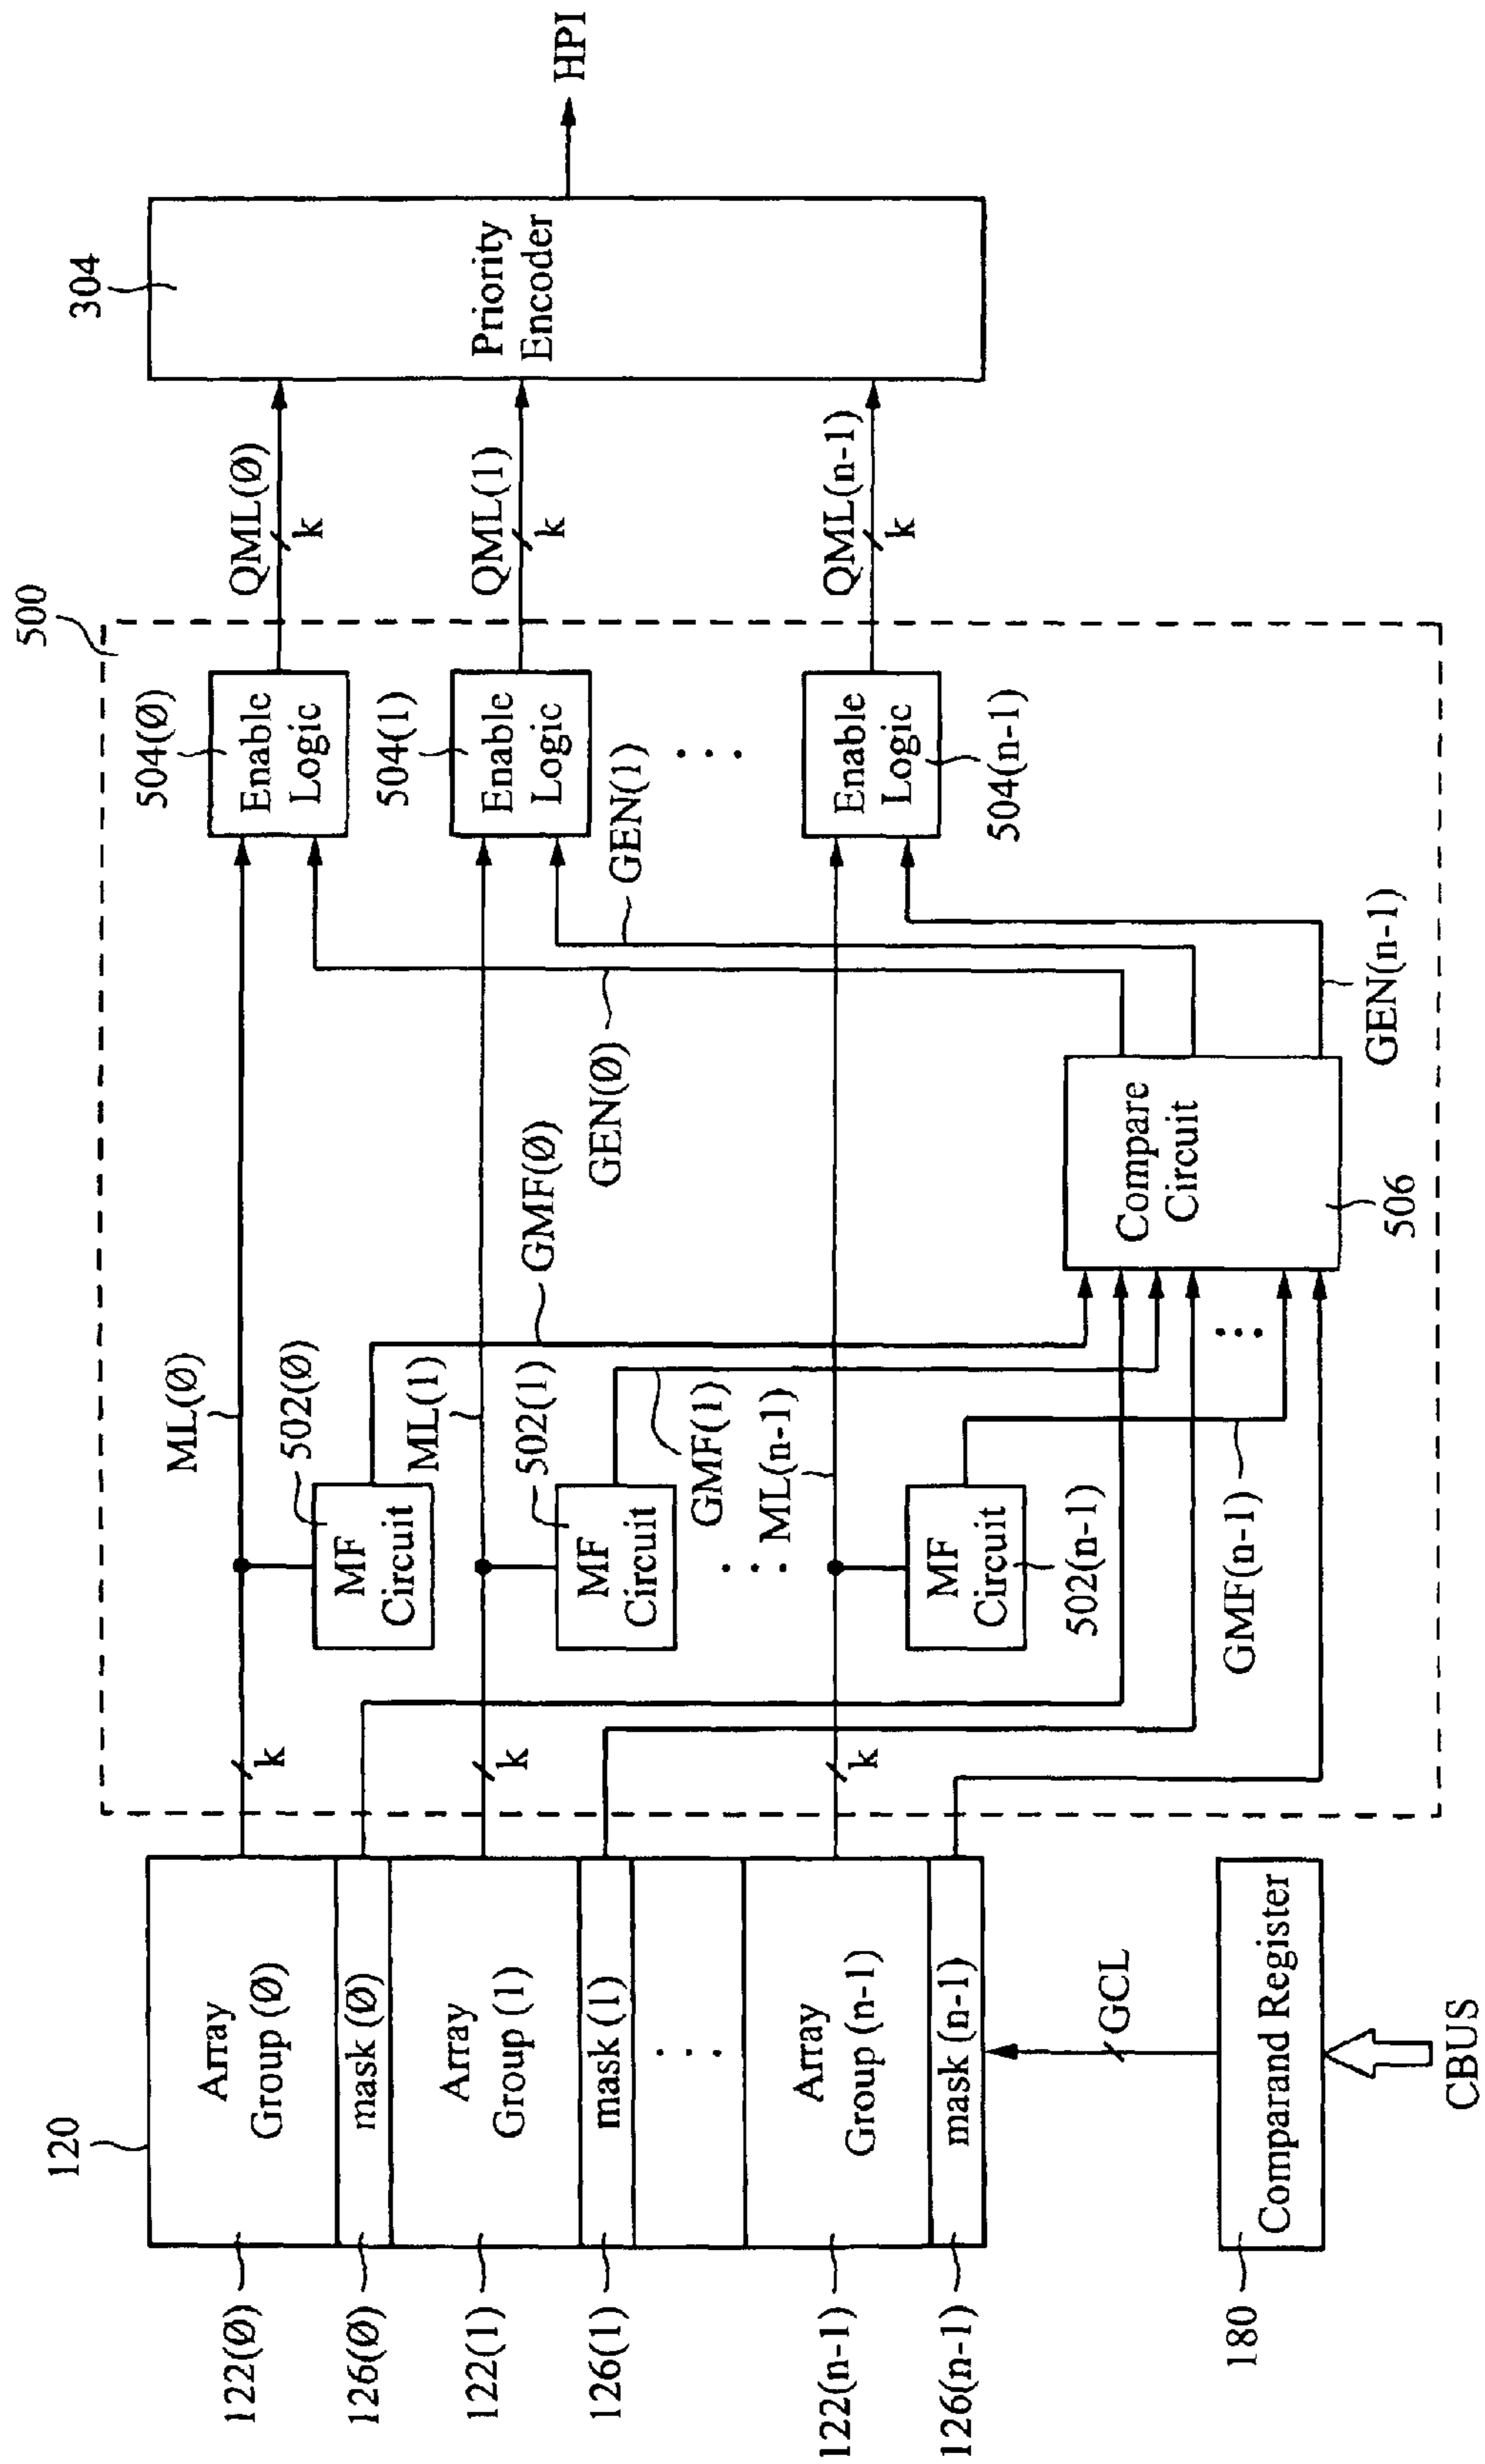 120
122(Ø)
126(Ø)
122(1)
126(1)
122(n-1)
126(n-1)
180
Array
Group (Ø)
mask (Ø)
Array
Group (1)
mask (1)
. . .
Array
Group (n-1)
mask (n-1)
GCL
Comparand Register
CBUS
500
k
k
k
ML(Ø)
502(Ø)
MF
Circuit
ML(1)
502(1)
MF
Circuit
GMF(1)
ML(n-1)
. . .
MF
Circuit
502(n-1)
GMF(n-1)
GMF(Ø)
GEN(Ø)
. . .
Compare
Circuit
506
GEN(1)
GEN(n-1)
504(Ø)
Enable
Logic
504(1)
Enable
Logic
. . .
Enable
Logic
504(n-1)
QML(Ø)
k
QML(1)
k
QML(n-1)
k
304
Priority
Encoder
HPI